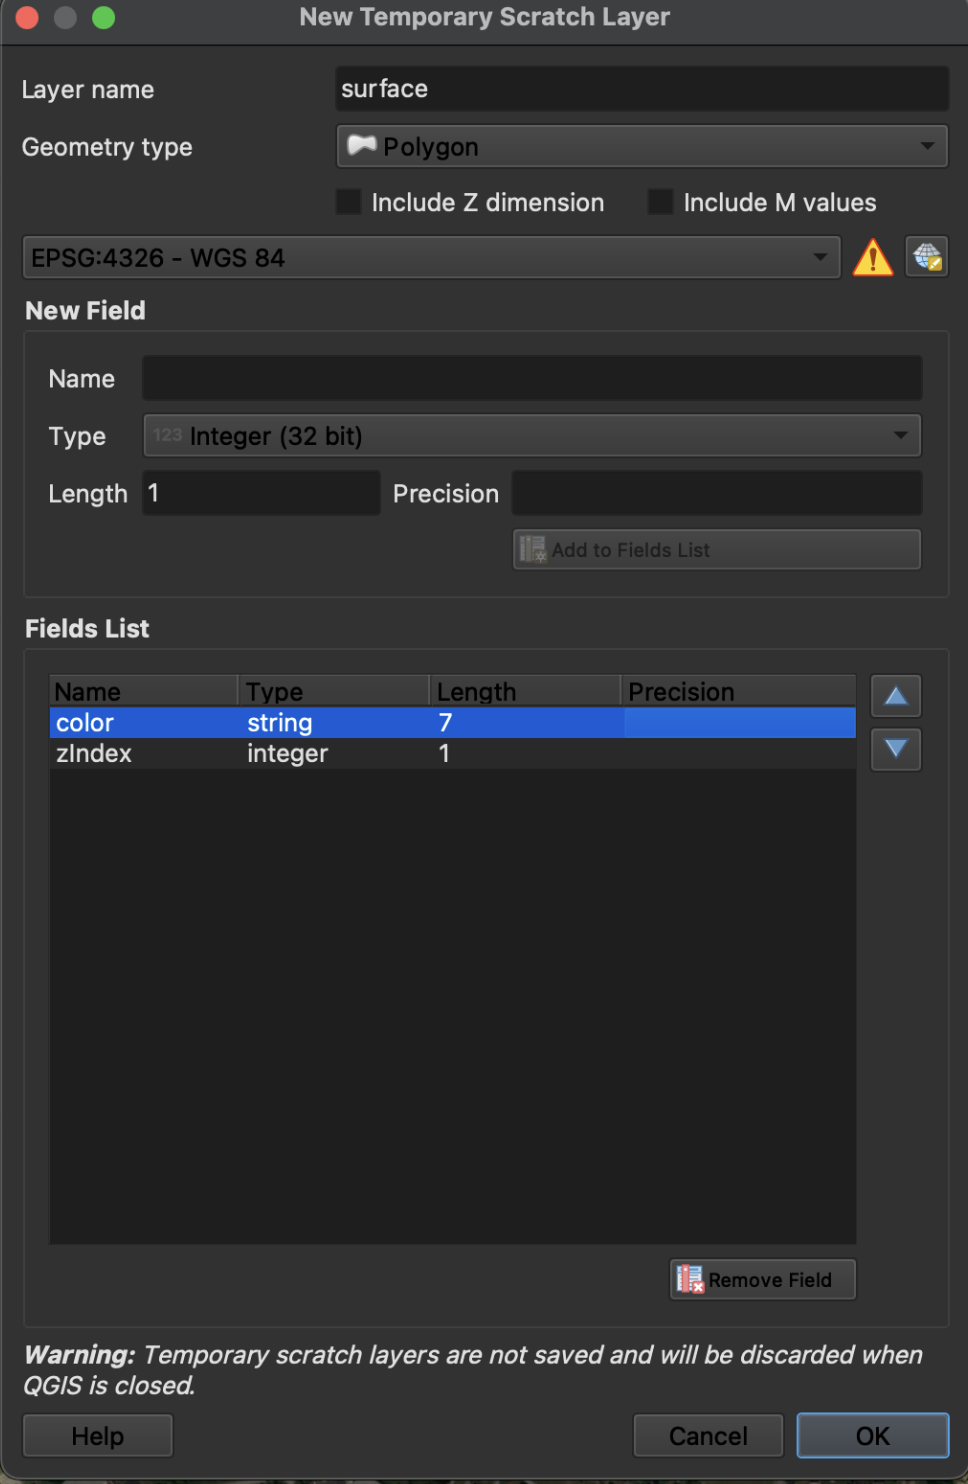 New Temporary Scratch Layer
Layer name surface
Geometry type Polygon
Include Z dimension Include M values
EPSG:4326 - WGS 84
New Field
Name
Type 123 Integer (32 bit)
Length 1 Precision
Add to Fields List
Fields List
Name Type Length Precision
color string 7
zIndex integer 1
Remove Field
Warning: Temporary scratch layers are not saved and will be discarded when
QGIS is closed.
Help Cancel OK